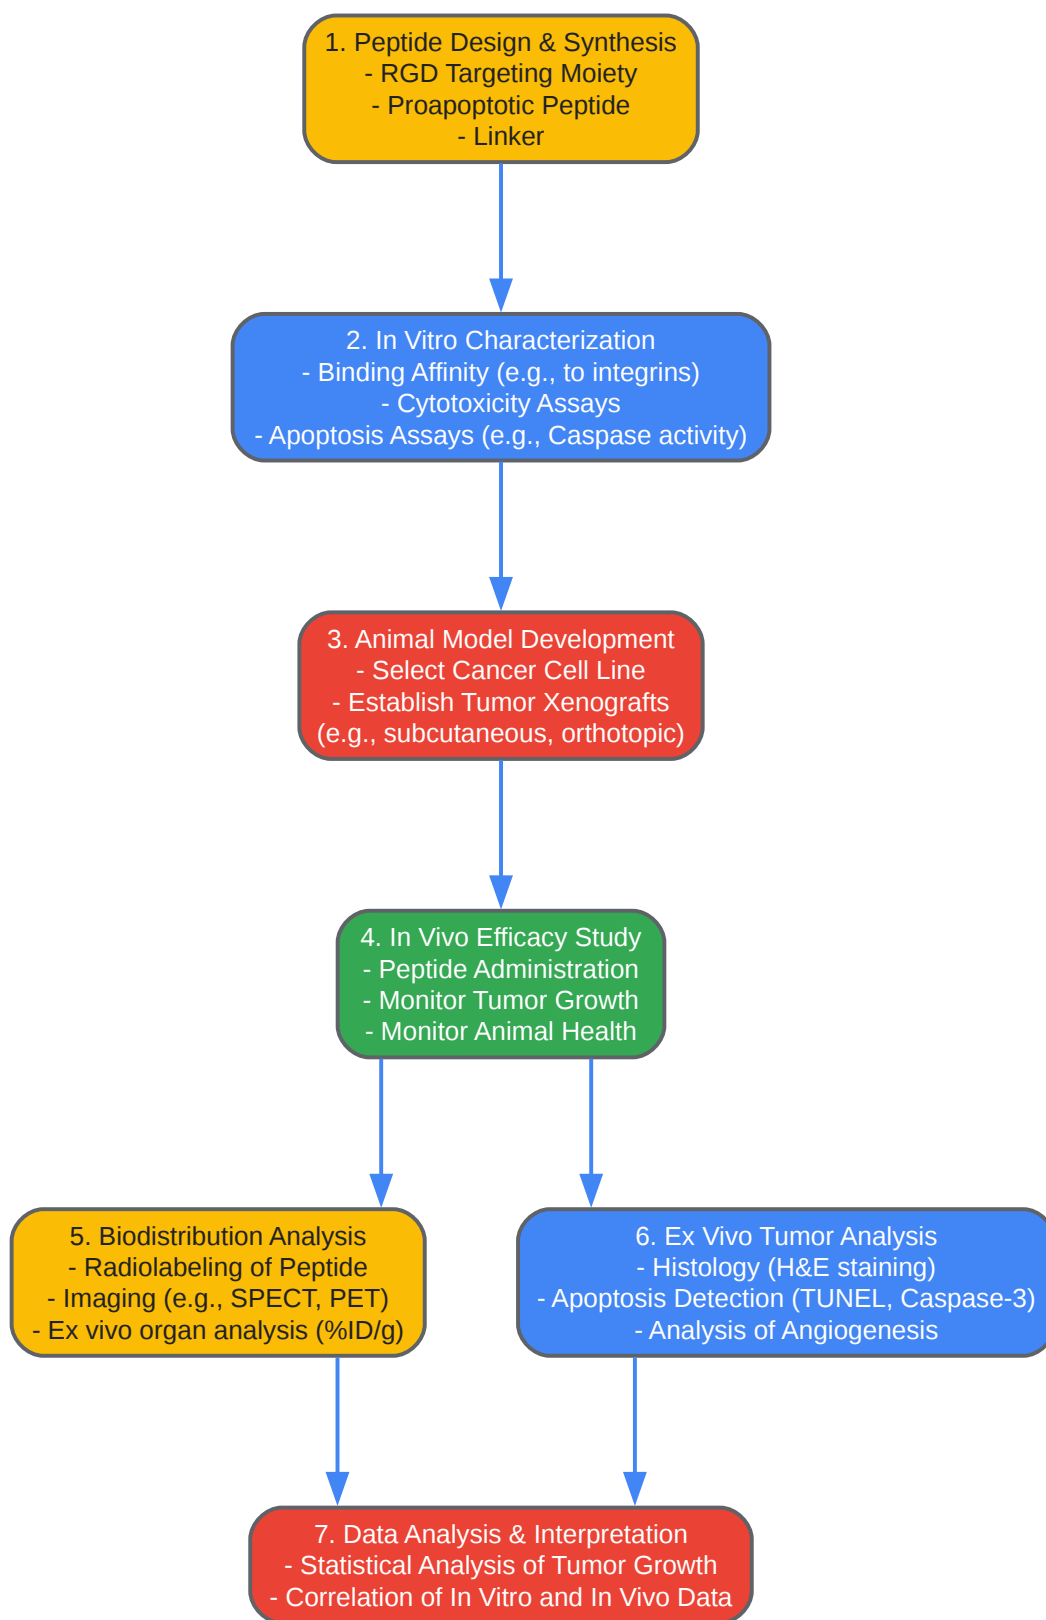 1. Peptide Design & Synthesis
- RGD Targeting Moiety
- Proapoptotic Peptide
- Linker
2. In Vitro Characterization
- Binding Affinity (e.g., to integrins)
- Cytotoxicity Assays
- Apoptosis Assays (e.g., Caspase activity)
3. Animal Model Development
- Select Cancer Cell Line
- Establish Tumor Xenografts
(e.g., subcutaneous, orthotopic)
4. In Vivo Efficacy Study
- Peptide Administration
- Monitor Tumor Growth
- Monitor Animal Health
5. Biodistribution Analysis
- Radiolabeling of Peptide
- Imaging (e.g., SPECT, PET)
- Ex vivo organ analysis (%ID/g)
6. Ex Vivo Tumor Analysis
- Histology (H&E staining)
- Apoptosis Detection (TUNEL, Caspase-3)
- Analysis of Angiogenesis
7. Data Analysis & Interpretation
- Statistical Analysis of Tumor Growth
- Correlation of In Vitro and In Vivo Data